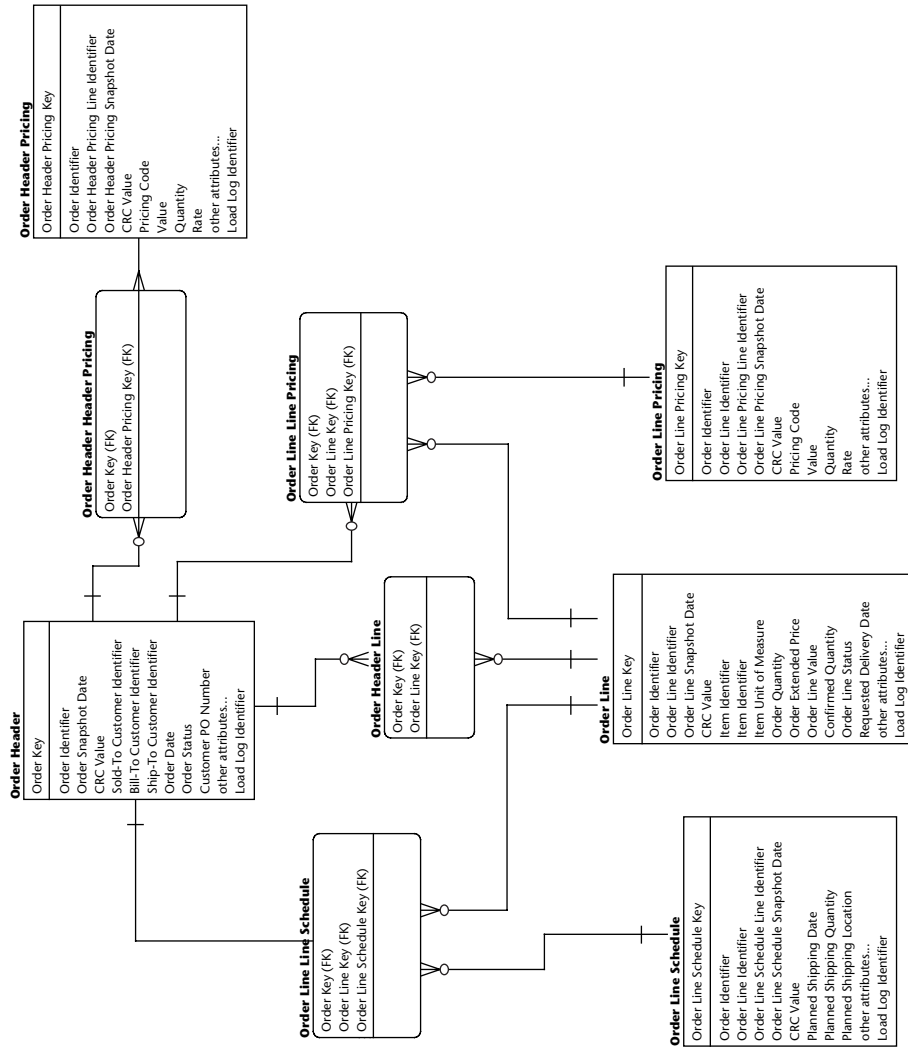 Order Header
Order Key
Order Identifier
Order Snapshot Date
CRC Value
Sold-To Customer Identifier
Bill-To Customer Identifier
Ship-To Customer Identifier
Order Date
Order Status
Customer PO Number
other attributes...
Load Log Identifier
Order Header Header Pricing
Order Key (FK)
Order Header Pricing Key (FK)
Order Header Pricing
Order Header Pricing Key
Order Identifier
Order Header Pricing Line Identifier
Order Header Pricing Snapshot Date
CRC Value
Pricing Code
Value
Quantity
Rate
other attributes...
Load Log Identifier
Order Line Line Schedule
Order Key (FK)
Order Line Key (FK)
Order Line Schedule Key (FK)
Order Header Line
Order Key (FK)
Order Line Key (FK)
Order Line Line Pricing
Order Key (FK)
Order Line Key (FK)
Order Line Pricing Key (FK)
Order Line Schedule
Order Line Schedule Key
Order Identifier
Order Line Identifier
Order Line Schedule Line Identifier
Order Line Schedule Snapshot Date
CRC Value
Planned Shipping Date
Planned Shipping Quantity
Planned Shipping Location
other attributes...
Load Log Identifier
Order Line
Order Line Key
Order Identifier
Order Line Identifier
Order Line Snapshot Date
CRC Value
Item Identifier
Item Identifier
Item Unit of Measure
Order Quantity
Order Extended Price
Order Line Value
Confirmed Quantity
Order Line Status
Requested Delivery Date
other attributes...
Load Log Identifier
Order Line Pricing
Order Line Pricing Key
Order Identifier
Order Line Identifier
Order Line Pricing Line Identifier
Order Line Pricing Snapshot Date
CRC Value
Pricing Code
Value
Quantity
Rate
other attributes...
Load Log Identifier